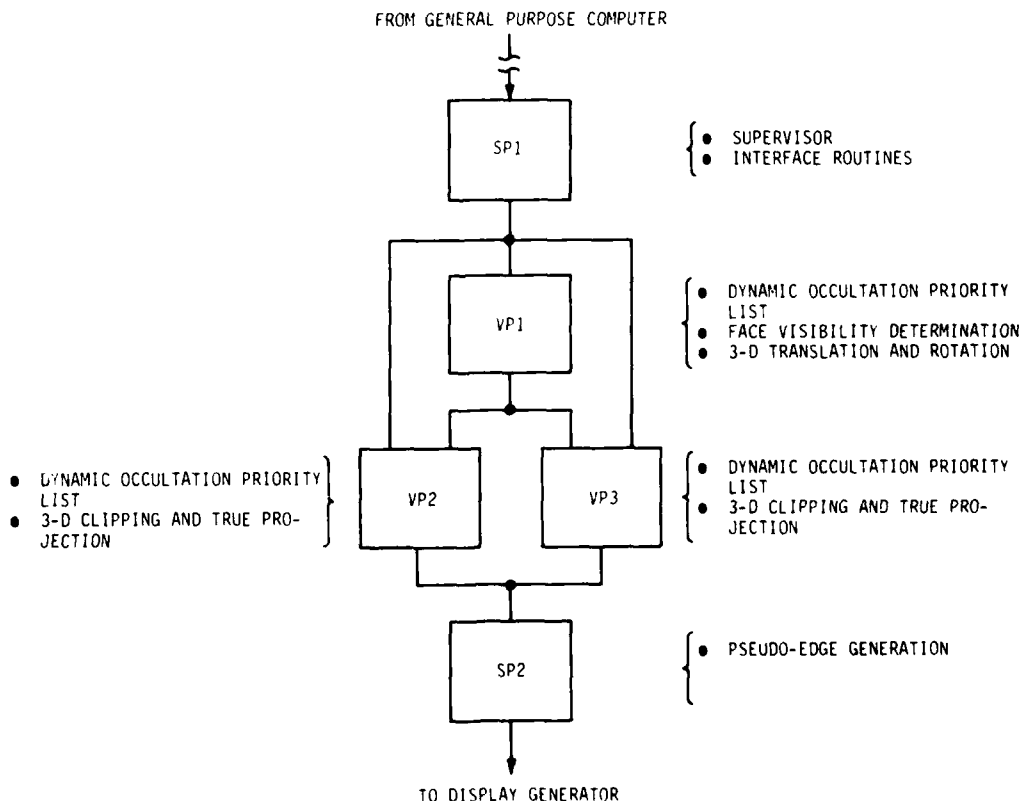 FROM GENERAL PURPOSE COMPUTER
SP1
● SUPERVISOR
● INTERFACE ROUTINES
VP1
● DYNAMIC OCCULTATION PRIORITY
LIST
● FACE VISIBILITY DETERMINATION
● 3-D TRANSLATION AND ROTATION
● DYNAMIC OCCULTATION PRIORITY
LIST
● 3-D CLIPPING AND TRUE PRO-
JECTION
VP2
VP3
● DYNAMIC OCCULTATION PRIORITY
LIST
● 3-D CLIPPING AND TRUE PRO-
JECTION
SP2
● PSEUDO-EDGE GENERATION
TO DISPLAY GENERATOR